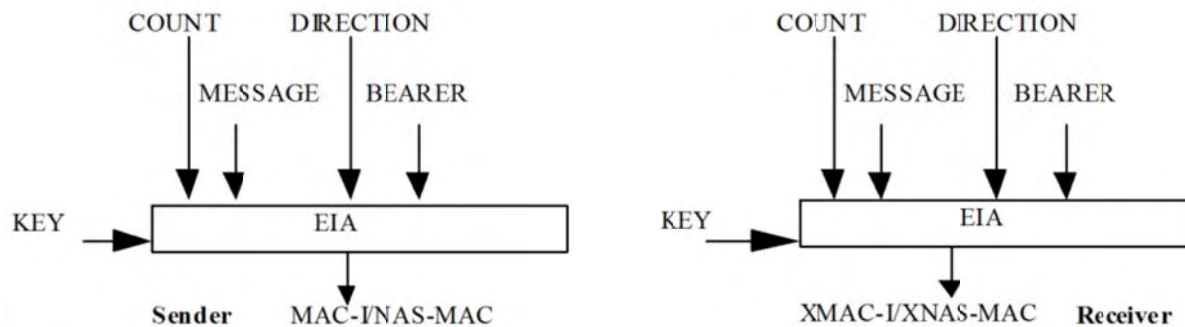 COUNT DIRECTION COUNT DIRECTION
MESSAGE BEARER MESSAGE BEARER
KEY EIA KEY EIA
Sender MAC-I/NAS-MAC XMAC-I/XNAS-MAC Receiver